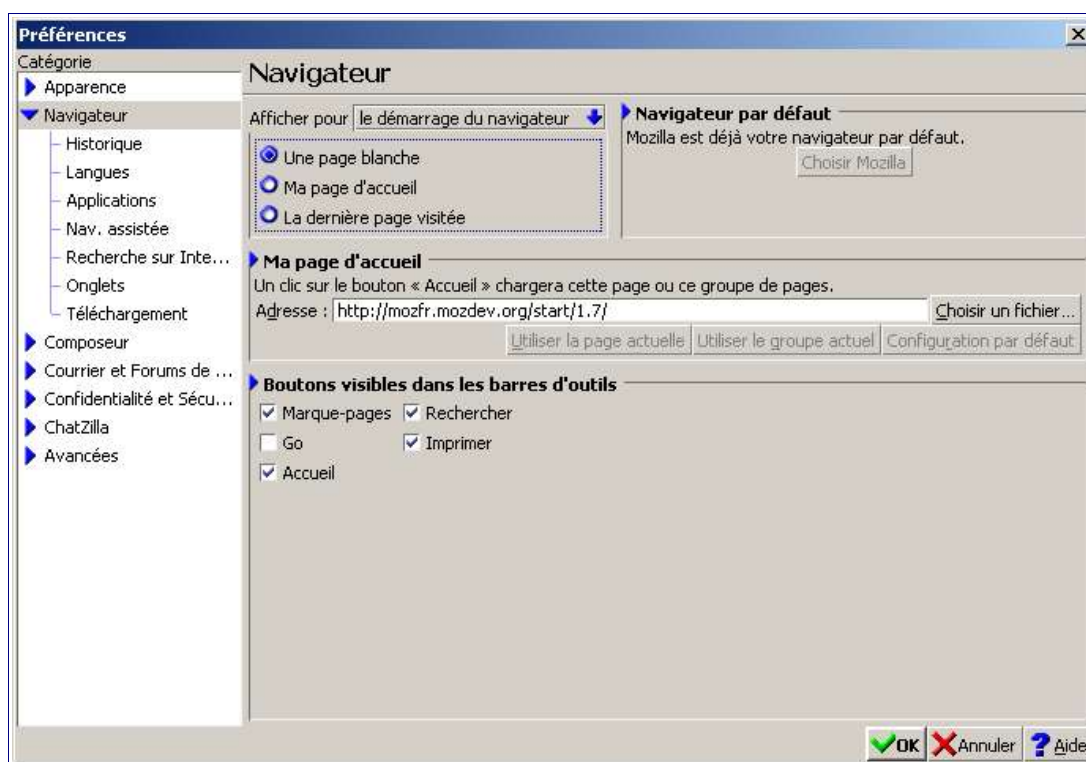 Préférences
Catégorie
Apparence
Navigateur
Historique
Langues
Applications
Nav. assistée
Recherche sur Inte...
Onglets
Téléchargement
Composeur
Courrier et Forums de ...
Confidentialité et Sécu...
ChatZilla
Avancées
Navigateur
Afficher pour le démarrage du navigateur
Une page blanche
Ma page d'accueil
La dernière page visitée
Navigateur par défaut
Mozilla est déjà votre navigateur par défaut.
Choisir Mozilla
Ma page d'accueil
Un clic sur le bouton « Accueil » chargera cette page ou ce groupe de pages.
Adresse : http://mozfr.mozdev.org/start/1.7/ Choisir un fichier...
Utiliser la page actuelle Utiliser le groupe actuel Configuration par défaut
Boutons visibles dans les barres d'outils
Marque-pages Rechercher
Go Imprimer
Accueil
OK Annuler Aide